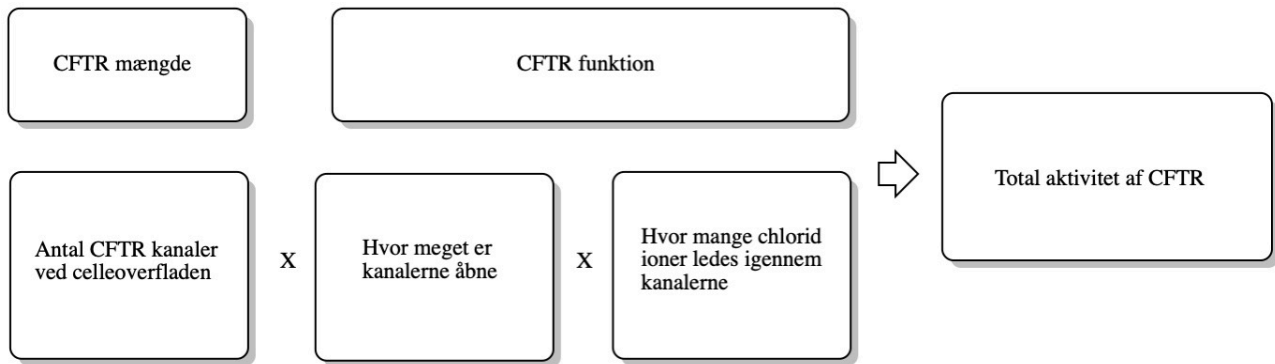 CFTR mængde
CFTR funktion
Total aktivitet af CFTR
Antal CFTR kanaler
ved celleoverfladen
X
Hvor meget er
kanalerne åbne
X
Hvor mange chlorid
ioner ledes igennem
kanalerne